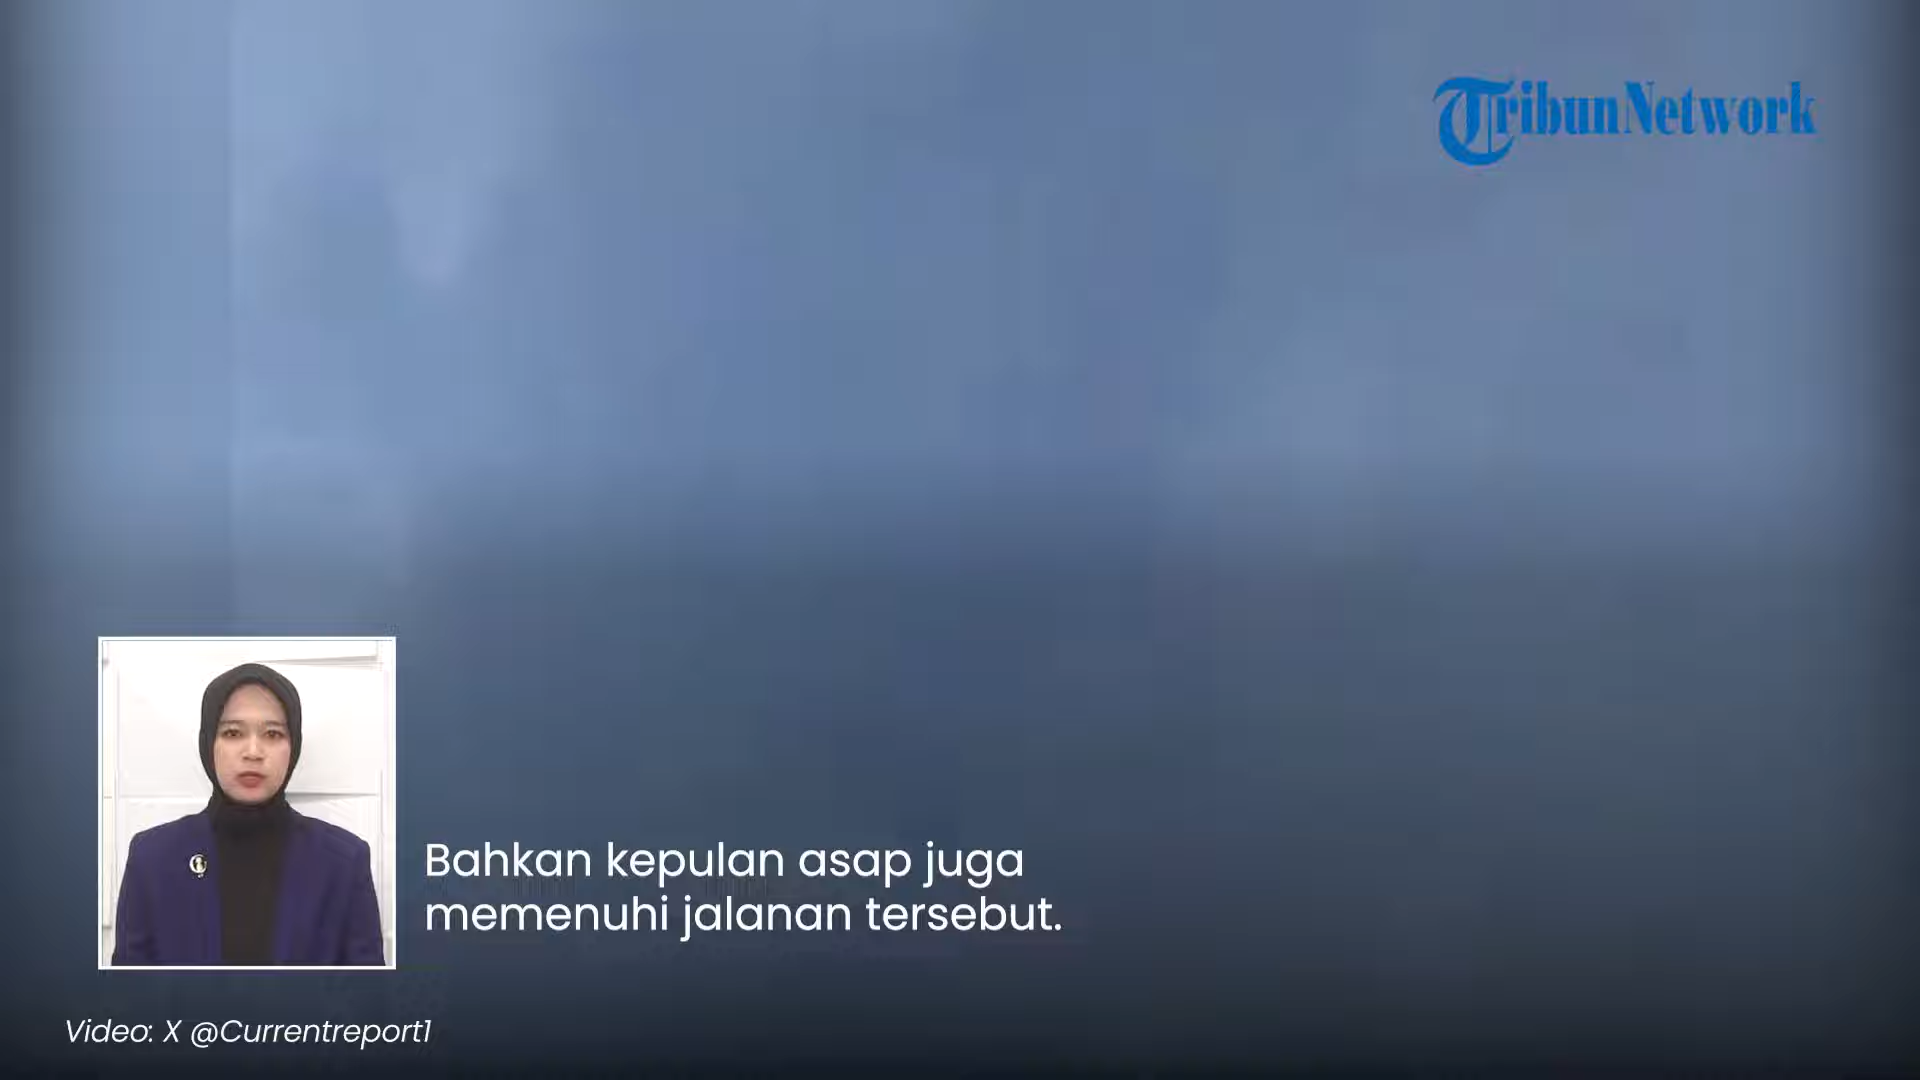 TribunNetwork
Bahkan kepulan asap juga
memenuhi jalanan tersebut.
Video: X @Currentreport1